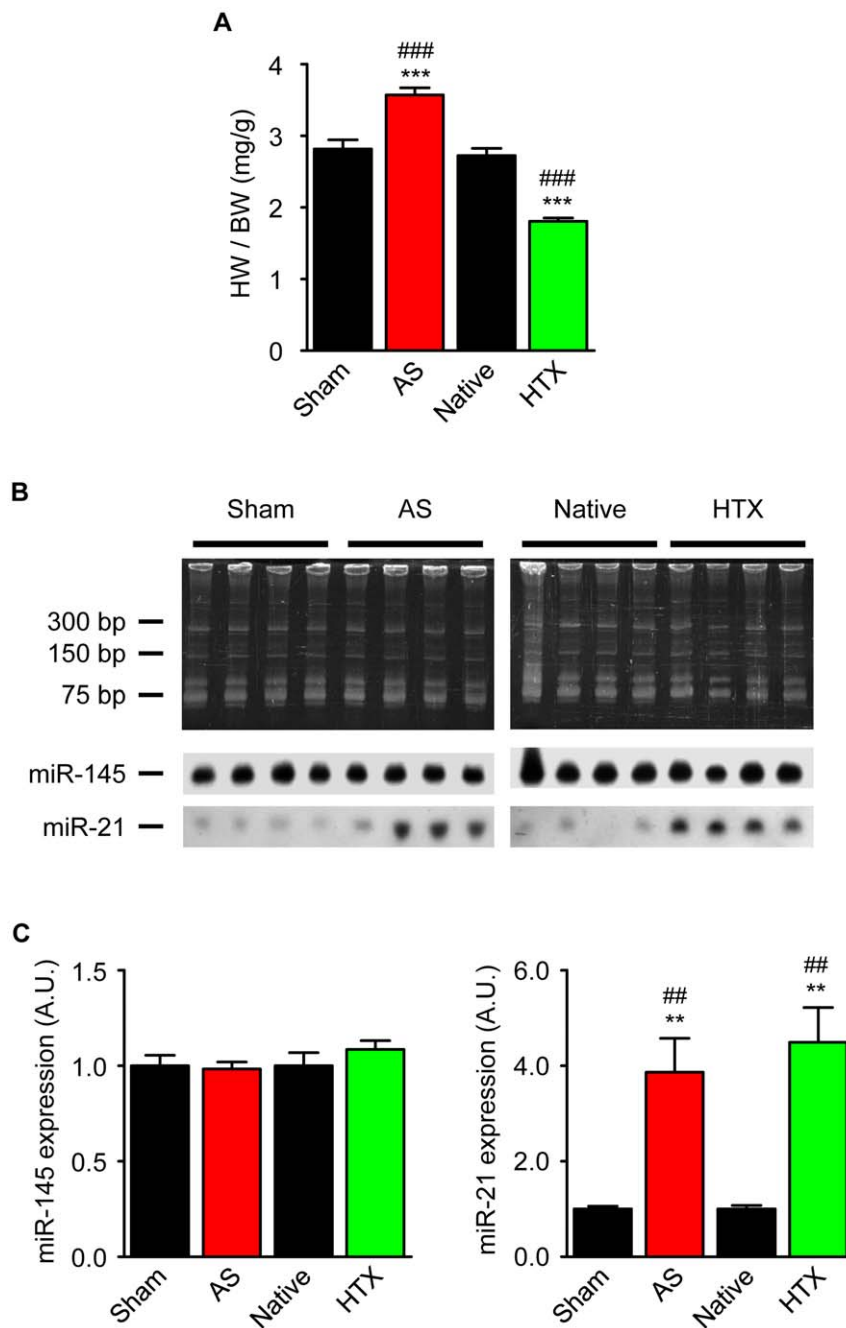 A
###
***
###
***
4
3
2
1
0
HW / BW (mg/g)
Sham
AS
Native
HTX
B
Sham AS Native HTX
300 bp
150 bp
75 bp
miR-145
miR-21
C
1.5
1.0
0.5
0.0
miR-145 expression (A.U.)
Sham
AS
Native
HTX
6.0
4.0
2.0
0.0
miR-21 expression (A.U.)
##
**
##
**
Sham
AS
Native
HTX